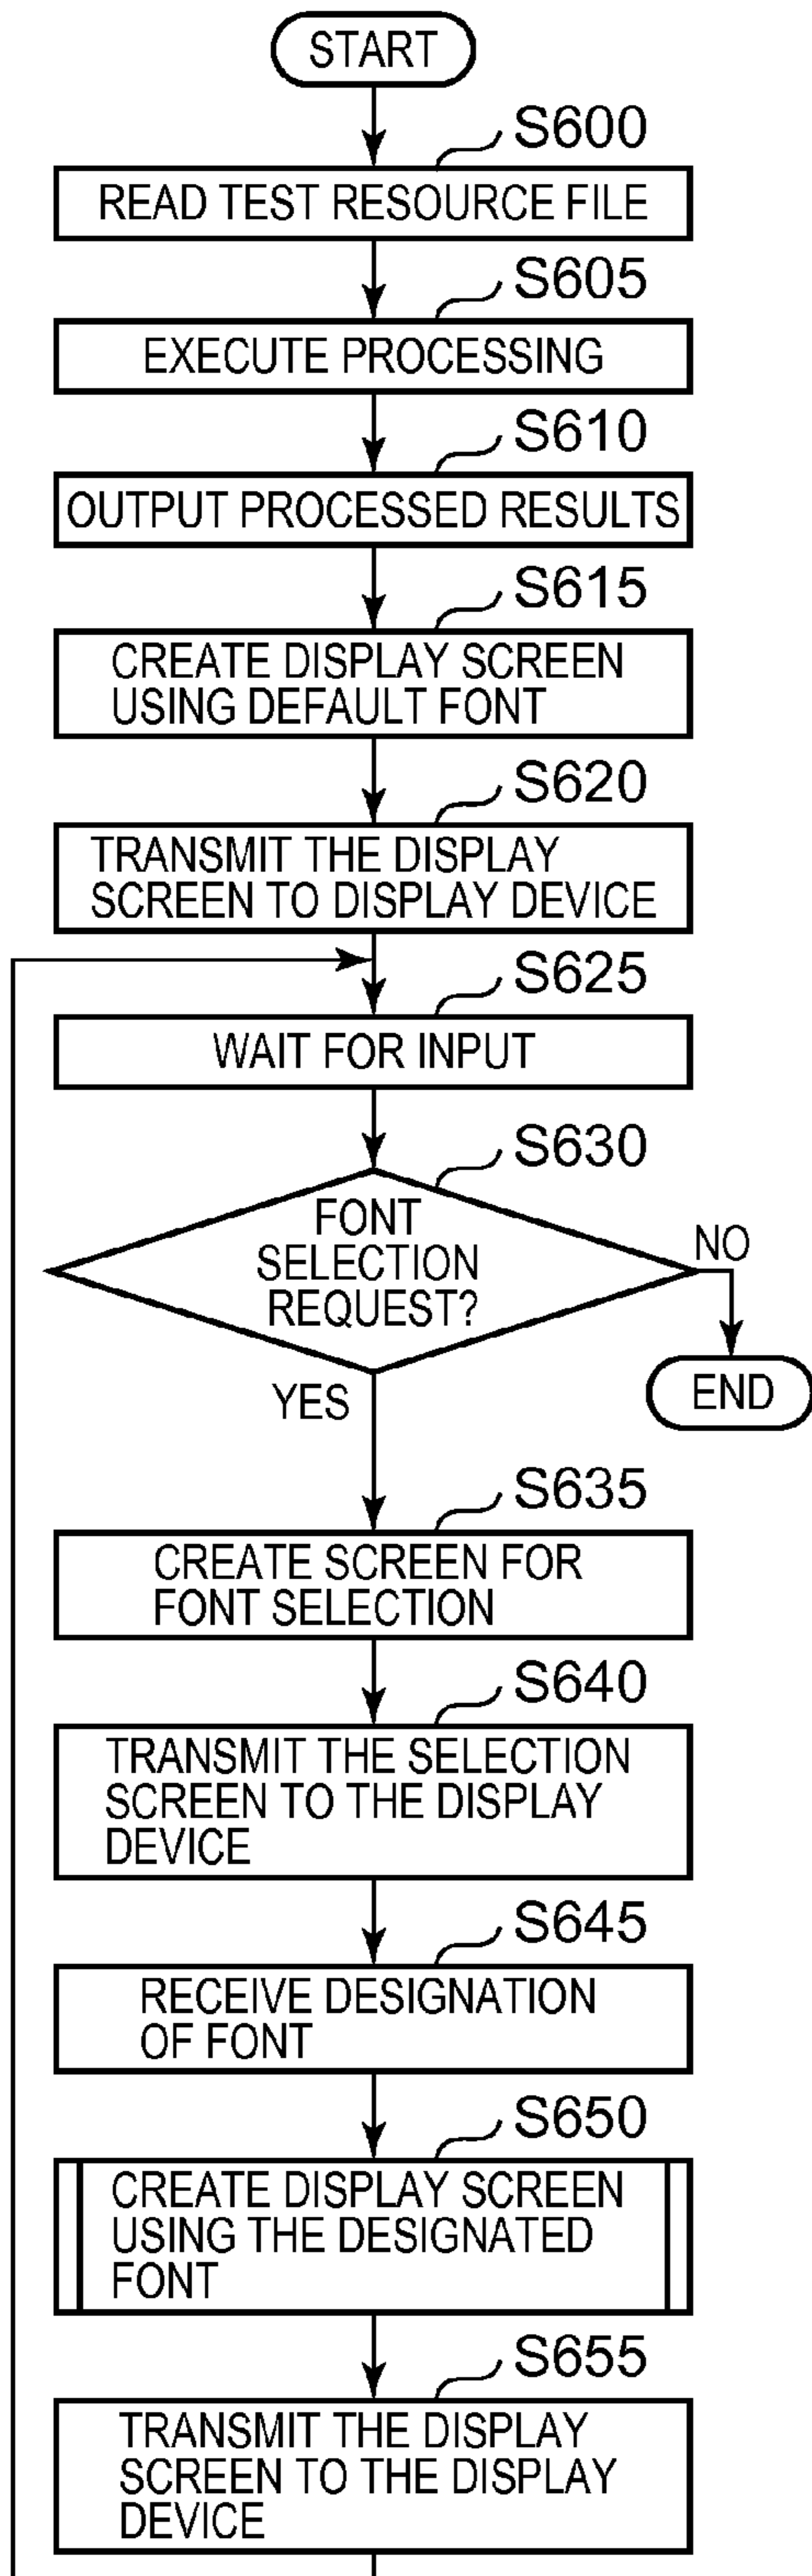 START
S600
READ TEST RESOURCE FILE
S605
EXECUTE PROCESSING
S610
OUTPUT PROCESSED RESULTS
S615
CREATE DISPLAY SCREEN
USING DEFAULT FONT
S620
TRANSMIT THE DISPLAY
SCREEN TO DISPLAY DEVICE
S625
WAIT FOR INPUT
S630
FONT
SELECTION
REQUEST?
NO
END
YES
S635
CREATE SCREEN FOR
FONT SELECTION
S640
TRANSMIT THE SELECTION
SCREEN TO THE DISPLAY
DEVICE
S645
RECEIVE DESIGNATION
OF FONT
S650
CREATE DISPLAY SCREEN
USING THE DESIGNATED
FONT
S655
TRANSMIT THE DISPLAY
SCREEN TO THE DISPLAY
DEVICE